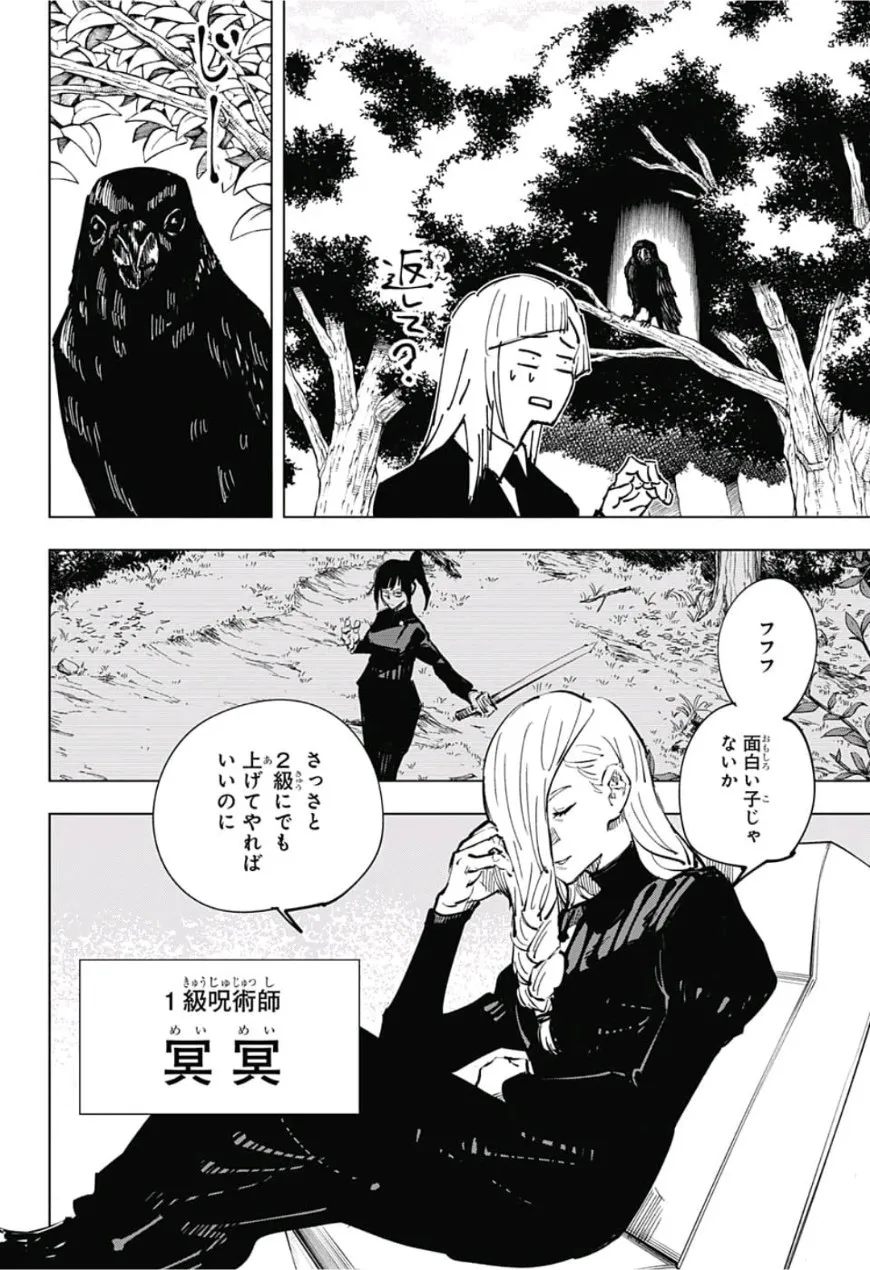 返して?
じーっ
フフフ
面白い子じゃ
ないか
さっさと
2級にでも
上げてやれば
いいのに
1級呪術師
冥冥